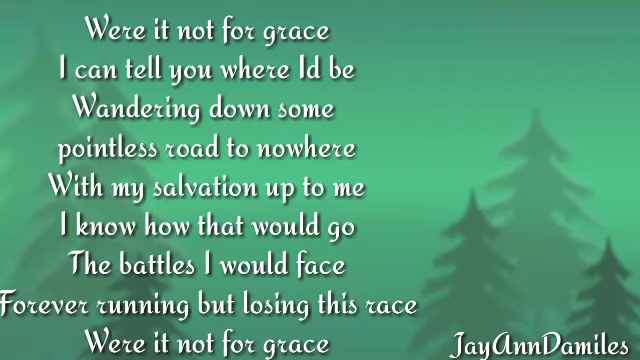 Were it not for grace
I can tell you where Id be
Wandering down some
pointless road to nowhere
With my salvation up to me
I know how that would go
The battles I would face
Forever running but losing this race
Were it not for grace
JayAnnDamiles